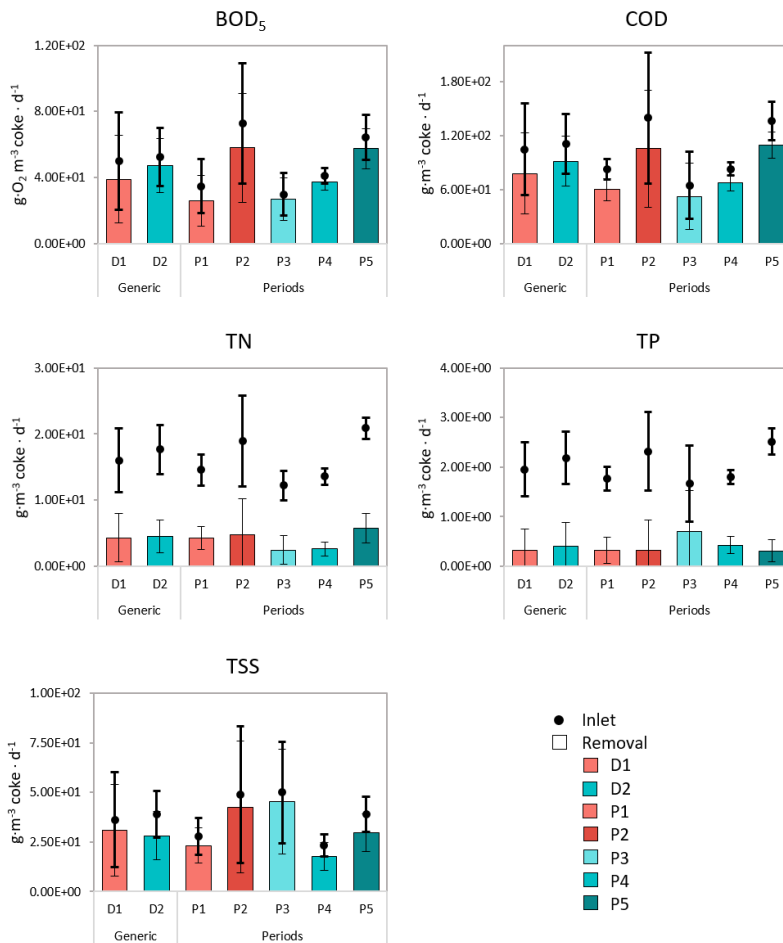 BOD5
g·O2 m-3 coke · d-1
1.20E+02
8.00E+01
4.00E+01
0.00E+00
D1 D2 P1 P2 P3 P4 P5
Generic Periods
COD
g·m-3 coke · d-1
1.80E+02
1.20E+02
6.00E+01
0.00E+00
D1 D2 P1 P2 P3 P4 P5
Generic Periods
TN
g·m-3 coke · d-1
3.00E+01
2.00E+01
1.00E+01
0.00E+00
D1 D2 P1 P2 P3 P4 P5
Generic Periods
TP
g·m-3 coke · d-1
4.00E+00
3.00E+00
2.00E+00
1.00E+00
0.00E+00
D1 D2 P1 P2 P3 P4 P5
Generic Periods
TSS
g·m-3 coke · d-1
1.00E+02
7.50E+01
5.00E+01
2.50E+01
0.00E+00
D1 D2 P1 P2 P3 P4 P5
Generic Periods
Inlet
Removal
D1
D2
P1
P2
P3
P4
P5